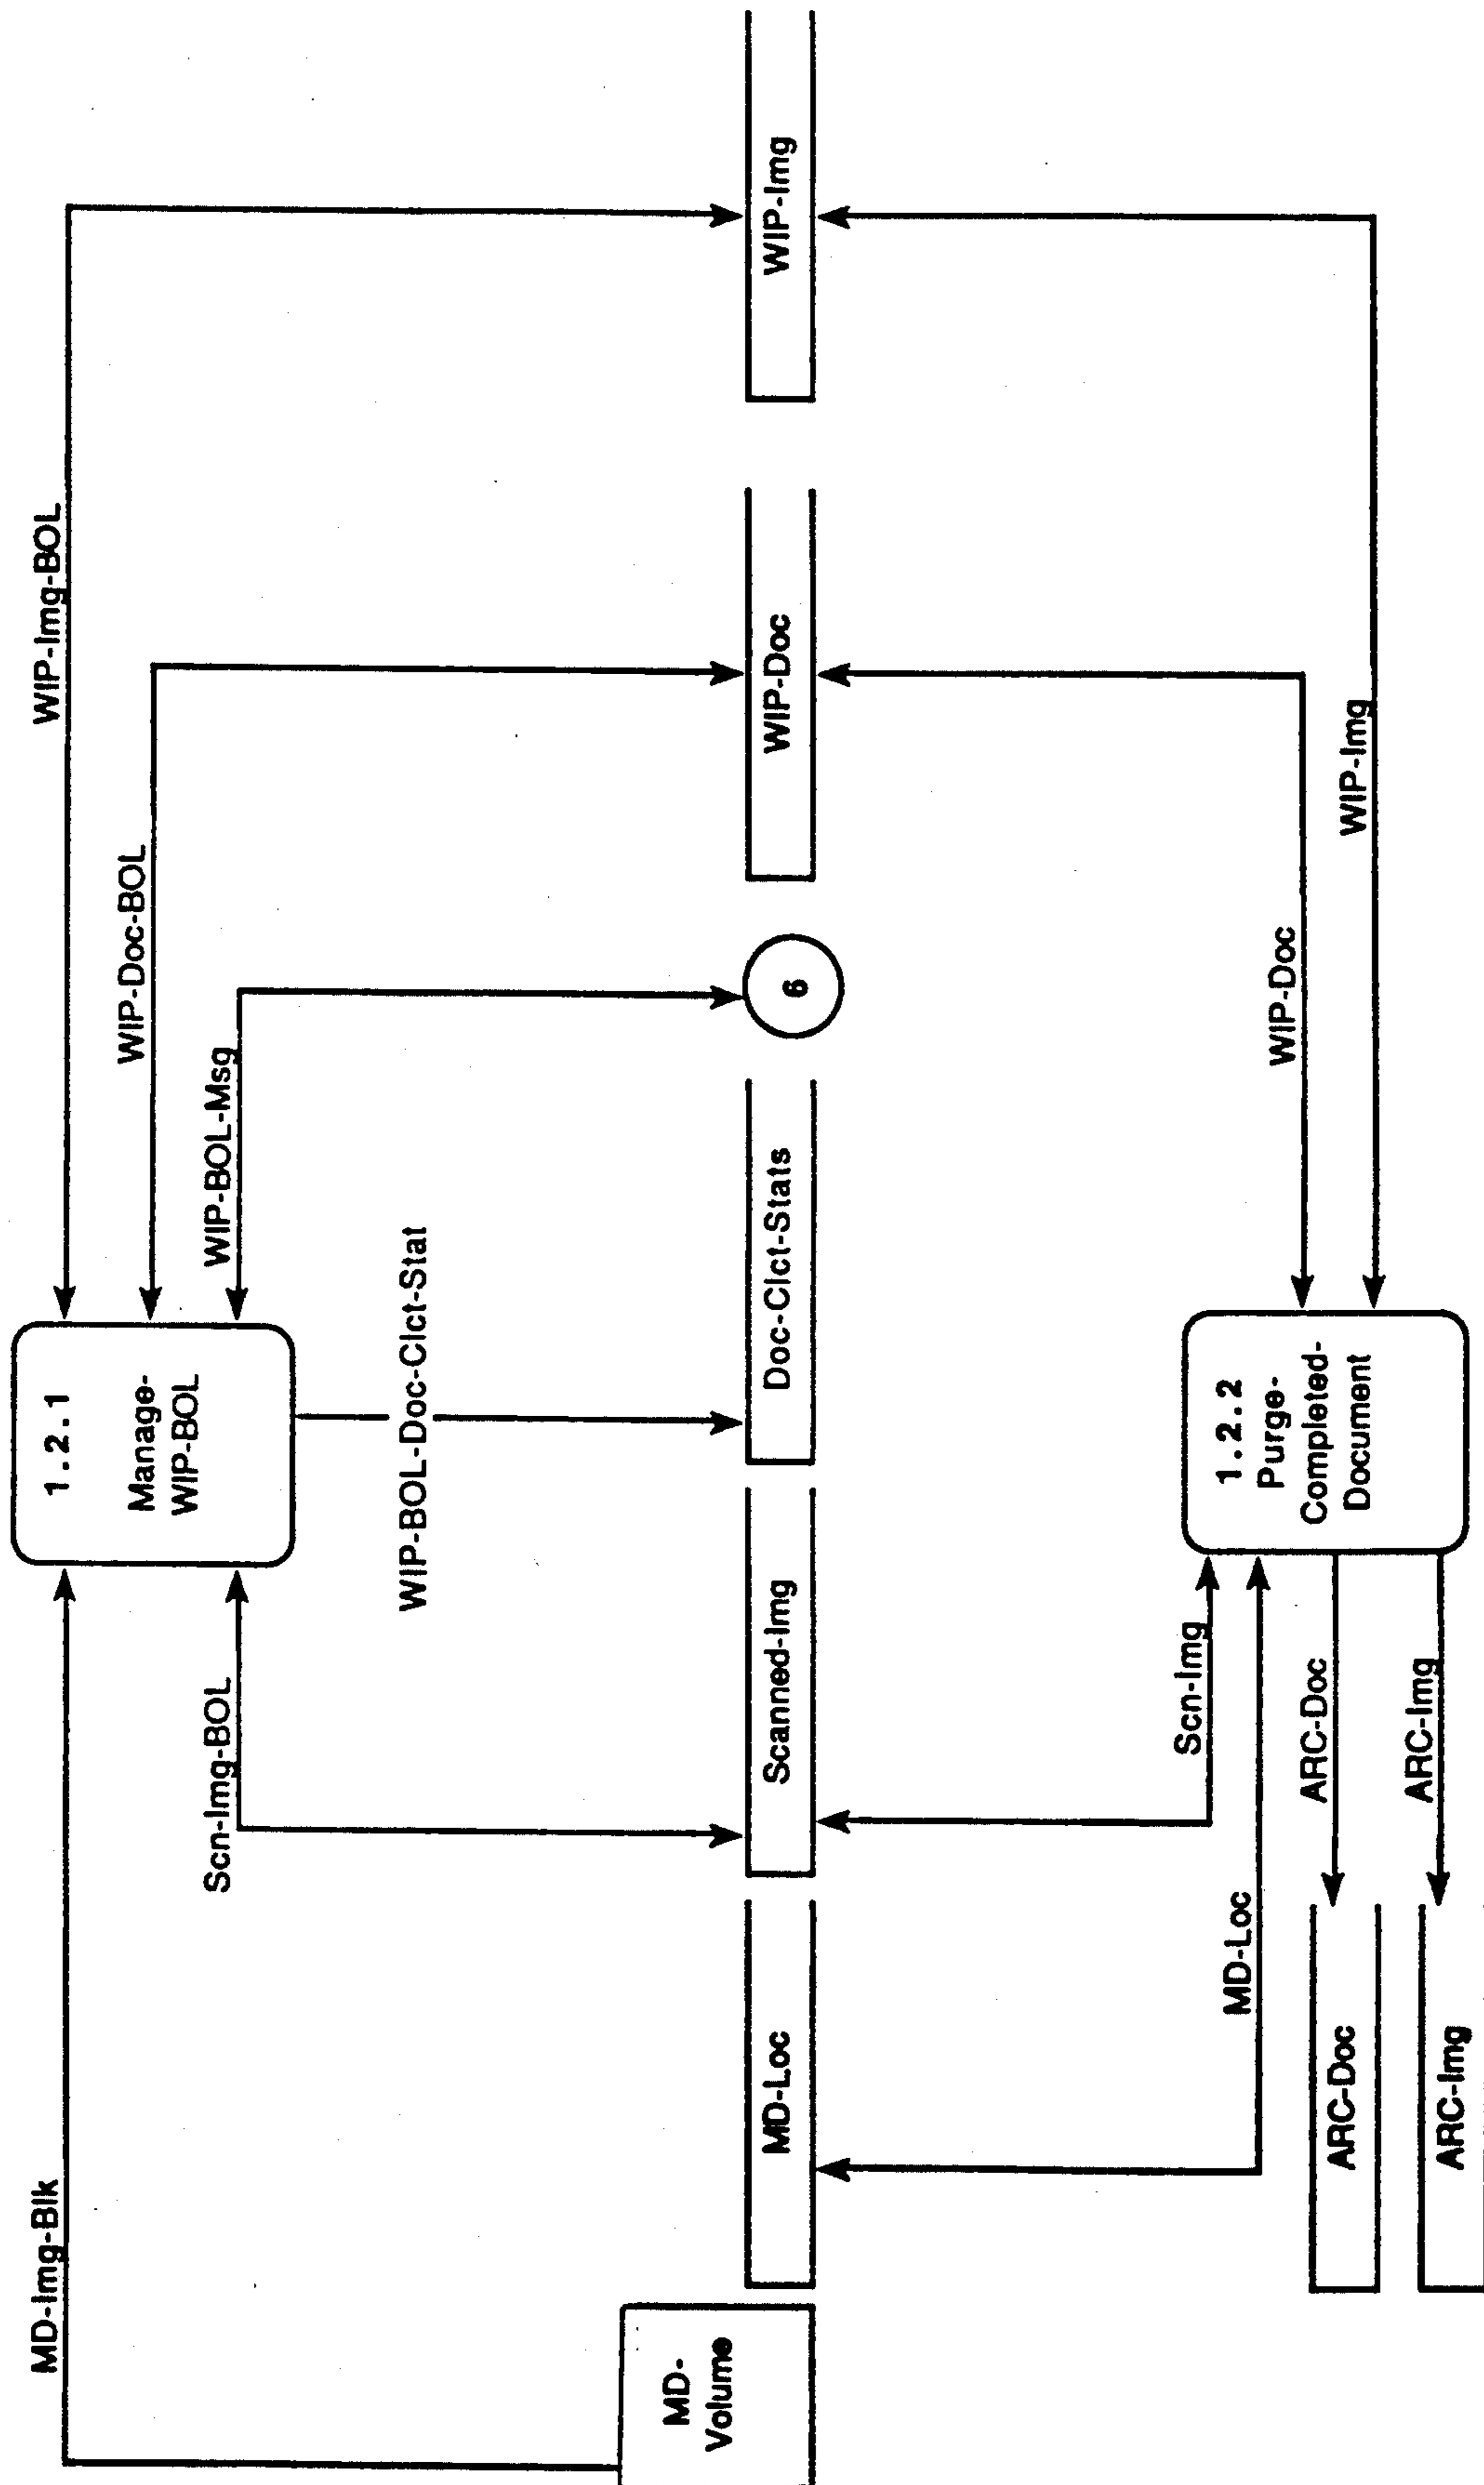 MD-Img-Blk
WIP-Img-BOL
1.2.1
Manage-
WIP-BOL
WIP-Doc-BOL
Scn-Img-BOL
WIP-BOL-Msg
WIP-BOL-Doc-Clct-Stat
MD-
Volume
MD-Loc
Scanned-Img
Doc-Clct-Stats
6
WIP-Doc
WIP-Img
Scn-Img
MD-Loc
1.2.2
Purge-
Completed-
Document
WIP-Doc
WIP-Img
ARC-Doc
ARC-Doc
ARC-Img
ARC-Img